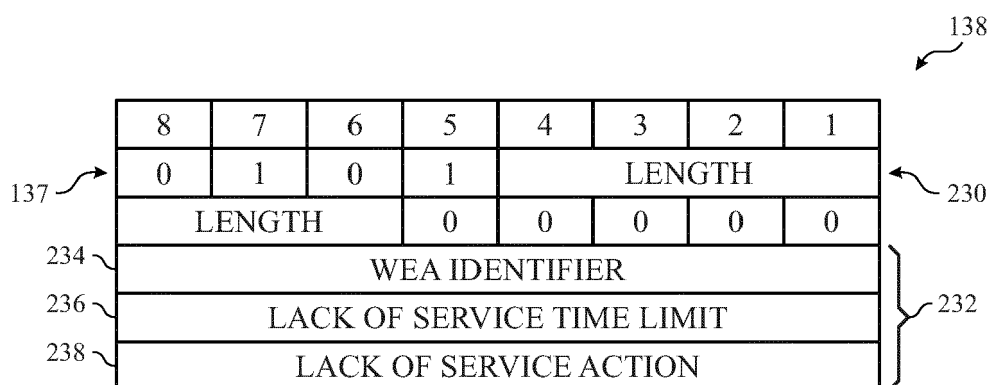 138
8 7 6 5 4 3 2 1
137 0 1 0 1 LENGTH 230
LENGTH 0 0 0 0 0
234 WEA IDENTIFIER
236 LACK OF SERVICE TIME LIMIT 232
238 LACK OF SERVICE ACTION